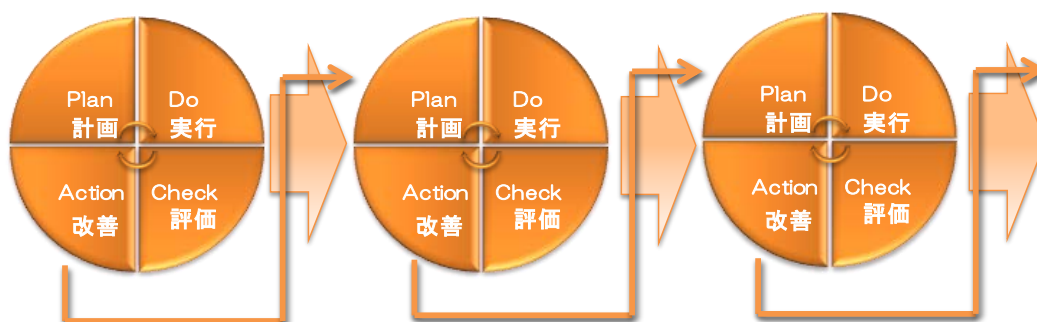 Plan
計画
Do
実行
Action
改善
Check
評価
Plan
計画
Do
実行
Action
改善
Check
評価
Plan
計画
Do
実行
Action
改善
Check
評価